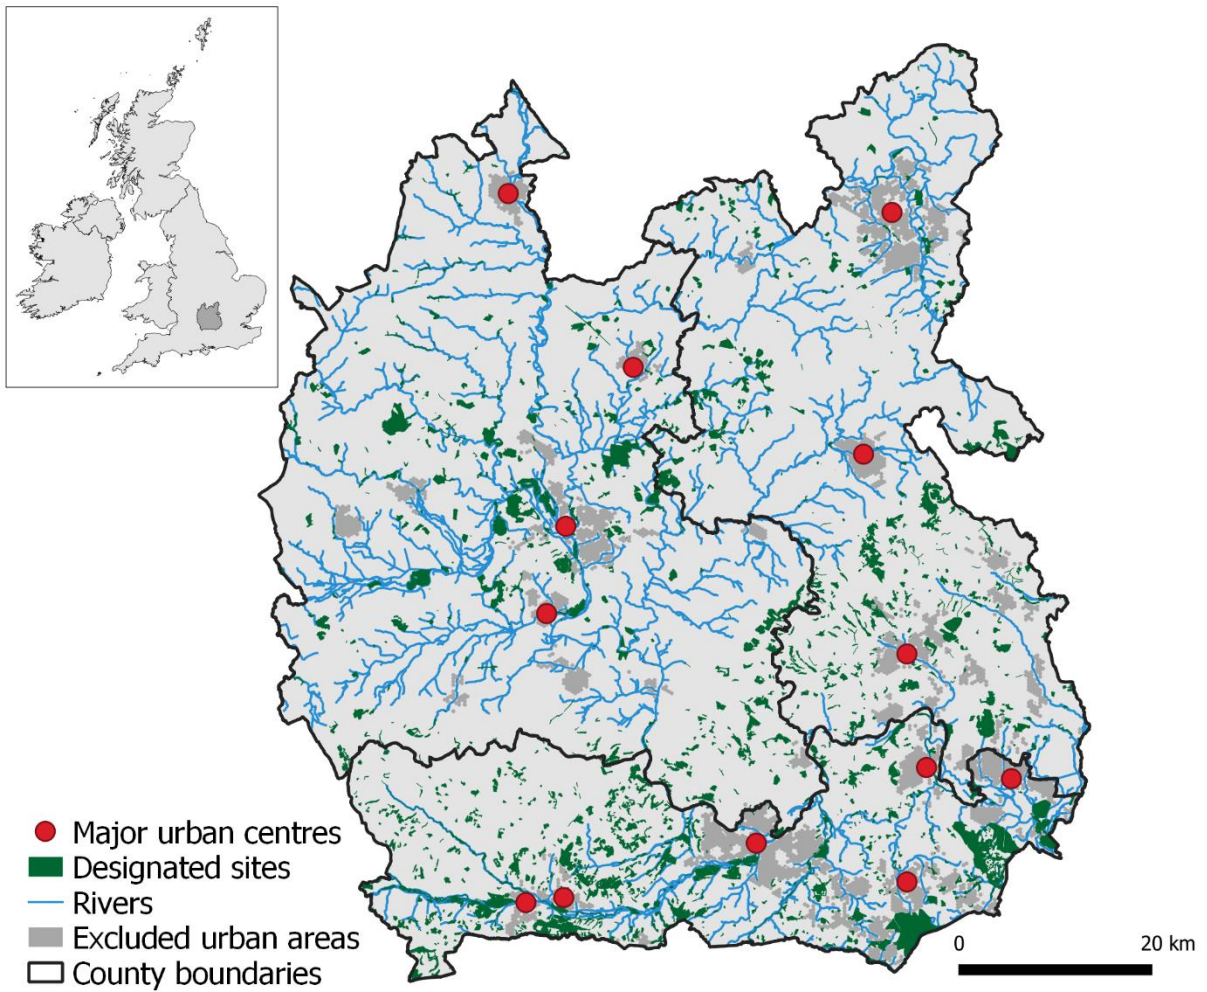 Major urban centres
Designated sites
Rivers
Excluded urban areas
County boundaries
0 20 km